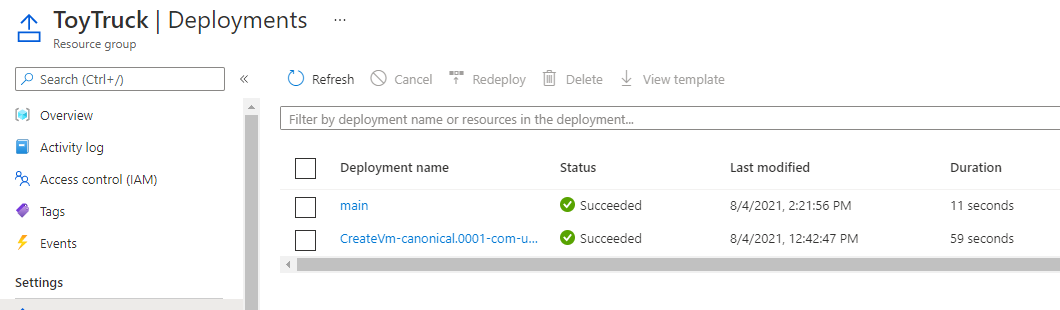 ToyTruck | Deployments ...
Resource group
Search (Ctrl+/)
«
Refresh Cancel Redeploy Delete View template
Overview
Activity log
Access control (IAM)
Tags
Events
Settings
Filter by deployment name or resources in the deployment...
Deployment name Status Last modified Duration
main Succeeded 8/4/2021, 2:21:56 PM 11 seconds
CreateVm-canonical.0001-com-u... Succeeded 8/4/2021, 12:42:47 PM 59 seconds